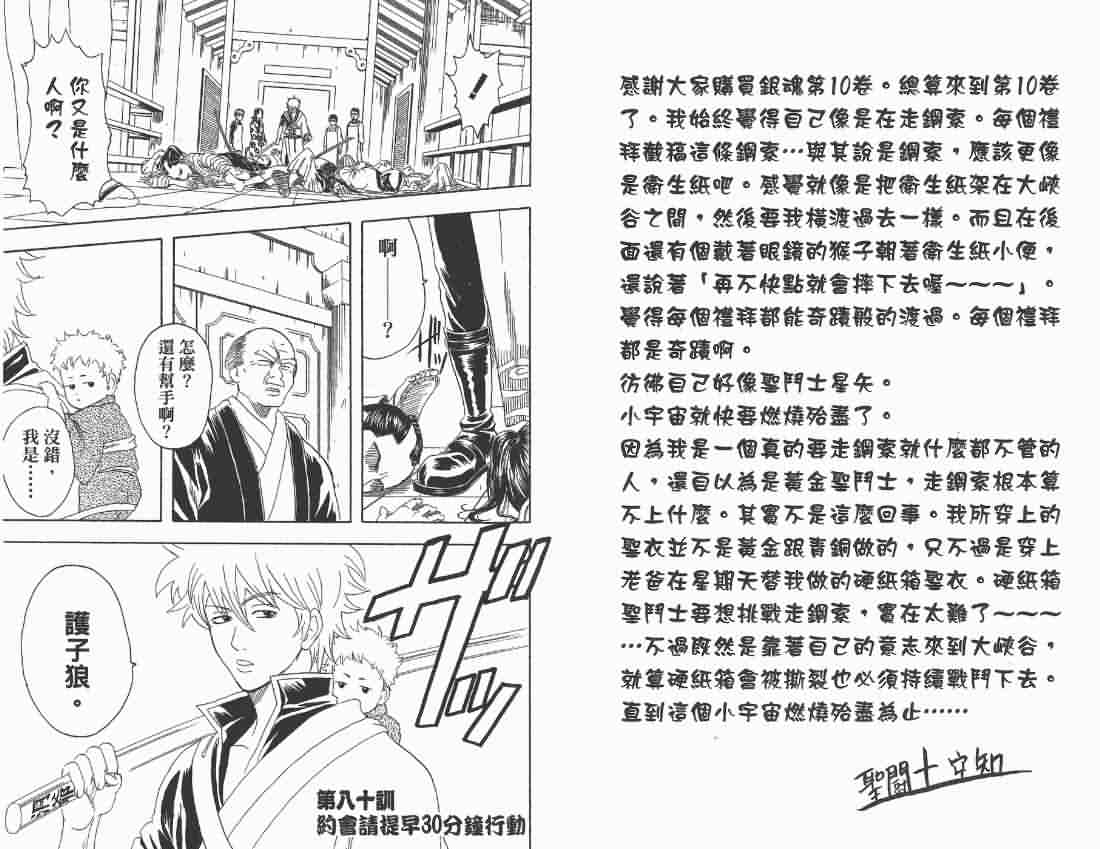 感謝大家購買銀魂第10卷。總算來到第10卷
了。我始終覺得自己像是在走鋼索。每個禮
拜截稿這條鋼索…與其說是鋼索，應該更像
是衛生紙吧。感覺就像是把衛生紙架在大峽
谷之間，然後要我橫渡過去一樣。而且在後
面還有個戴著眼鏡的猴子朝著衛生紙小便，
還說著「再不快點就會摔下去喔～～～」。
覺得每個禮拜都能奇蹟般的渡過。每個禮拜
都是奇蹟啊。
彷彿自己好像聖鬥士星矢。
小宇宙就快要燃燒殆盡了。
因為我是一個真的要走鋼索就什麼都不管的
人，還自以為是黃金聖鬥士，走鋼索根本算
不上什麼。其實不是這麼回事。我所穿上的
聖衣並不是黃金跟青銅做的，只不過是穿上
老爸在星期天替我做的硬紙箱聖衣。硬紙箱
聖鬥士要想挑戰走鋼索，實在太難了～～～
…不過既然是靠著自己的意志來到大峽谷，
就算硬紙箱會被撕裂也必須持續戰鬥下去。
直到這個小宇宙燃燒殆盡為止……
聖闘士 空知
!
你又是什麼
人啊？
啊——？
怎麼？
還有幫手啊？
沒錯，
我是……
ザッ
護子狼。
第八十訓
約會請提早30分鐘行動